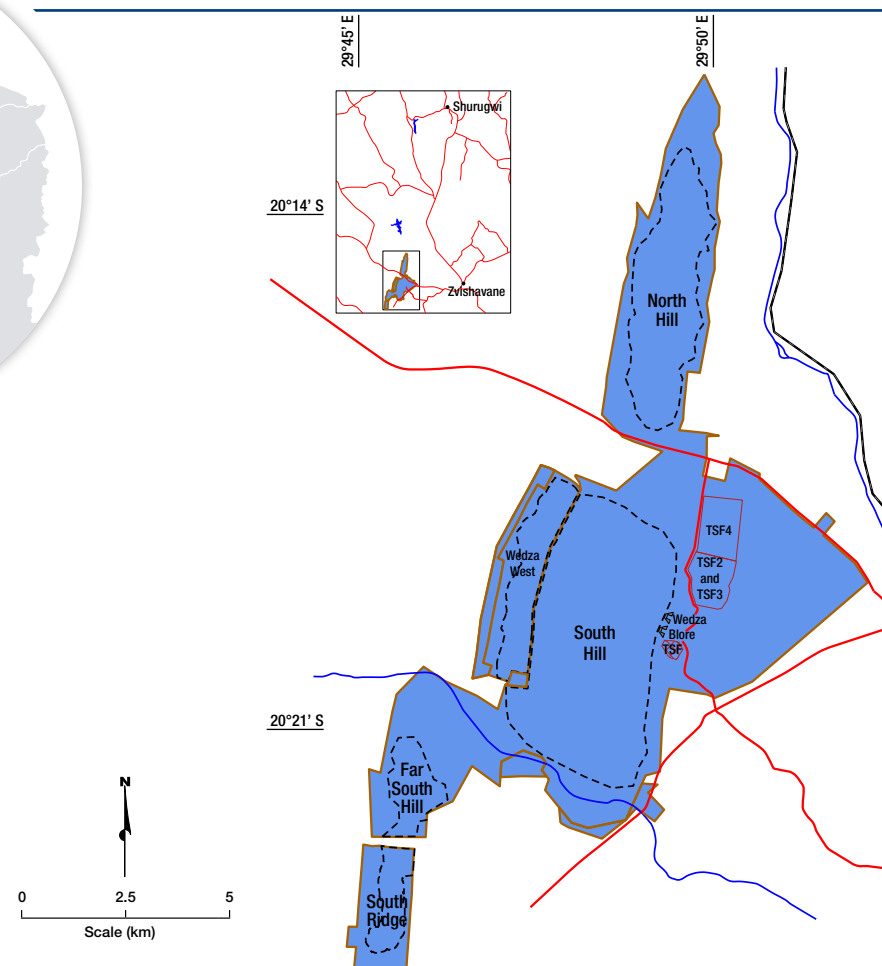 29°45' E
29°50' E
Shurugwi
20°14' S
Zvishavane
North
Hill
TSF4
Wedza
West
TSF2
and
TSF3
Wedza
Blore
South
Hill
TSF
20°21' S
Far
South
Hill
N
0 2.5 5
Scale (km)
South
Ridge